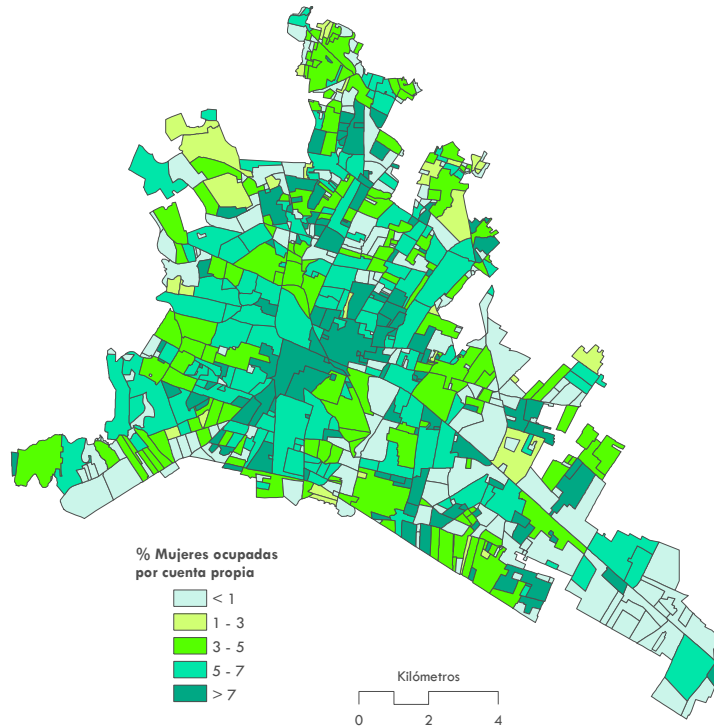 % Mujeres ocupadas
por cuenta propia
< 1
1 - 3
3 - 5
5 - 7
> 7
Kilómetros
0 2 4